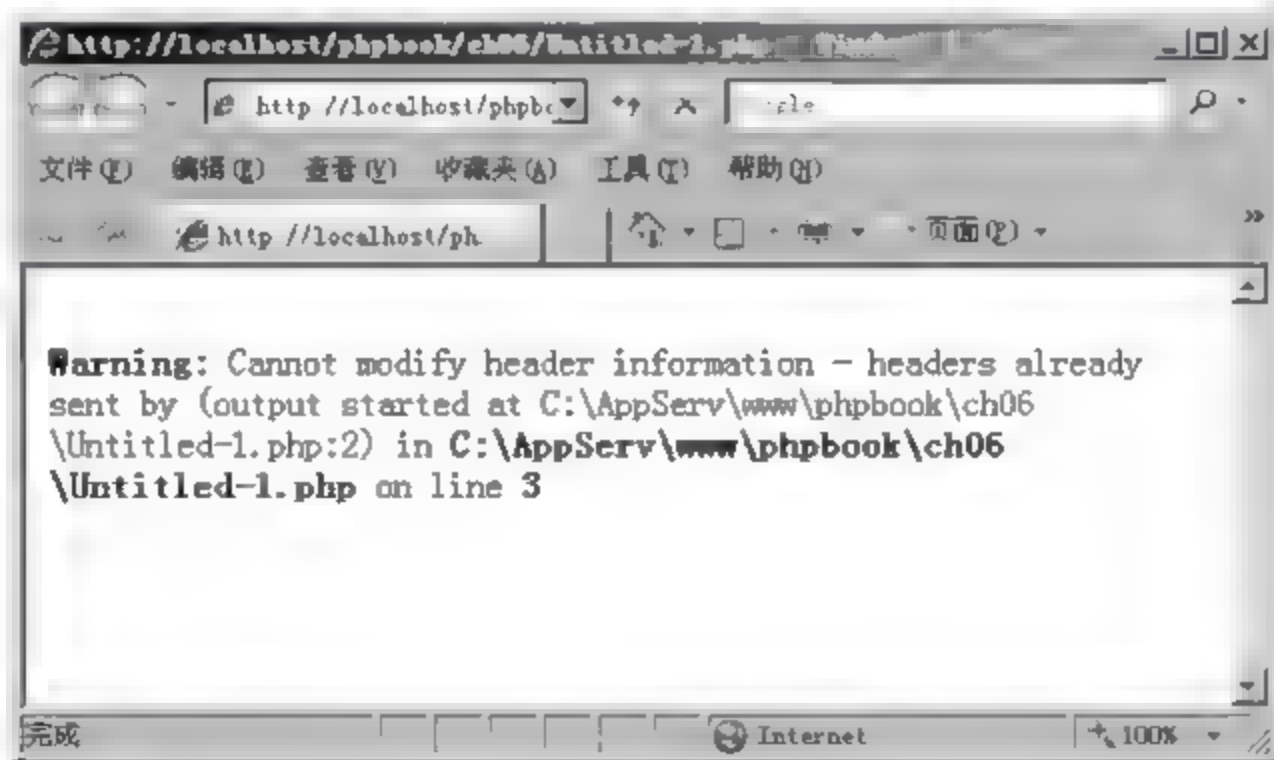 http://localhost/phpbook/ch06/Untitled-1.php
http //localhost/phpbo
文件(F) 编辑(E) 查看(V) 收藏夹(A) 工具(T) 帮助(H)
http //localhost/ph
页面(P)
Warning: Cannot modify header information - headers already
sent by (output started at C:\AppServ\www\phpbook\ch06
\Untitled-1.php:2) in C:\AppServ\www\phpbook\ch06
\Untitled-1.php on line 3
完成
Internet
100%